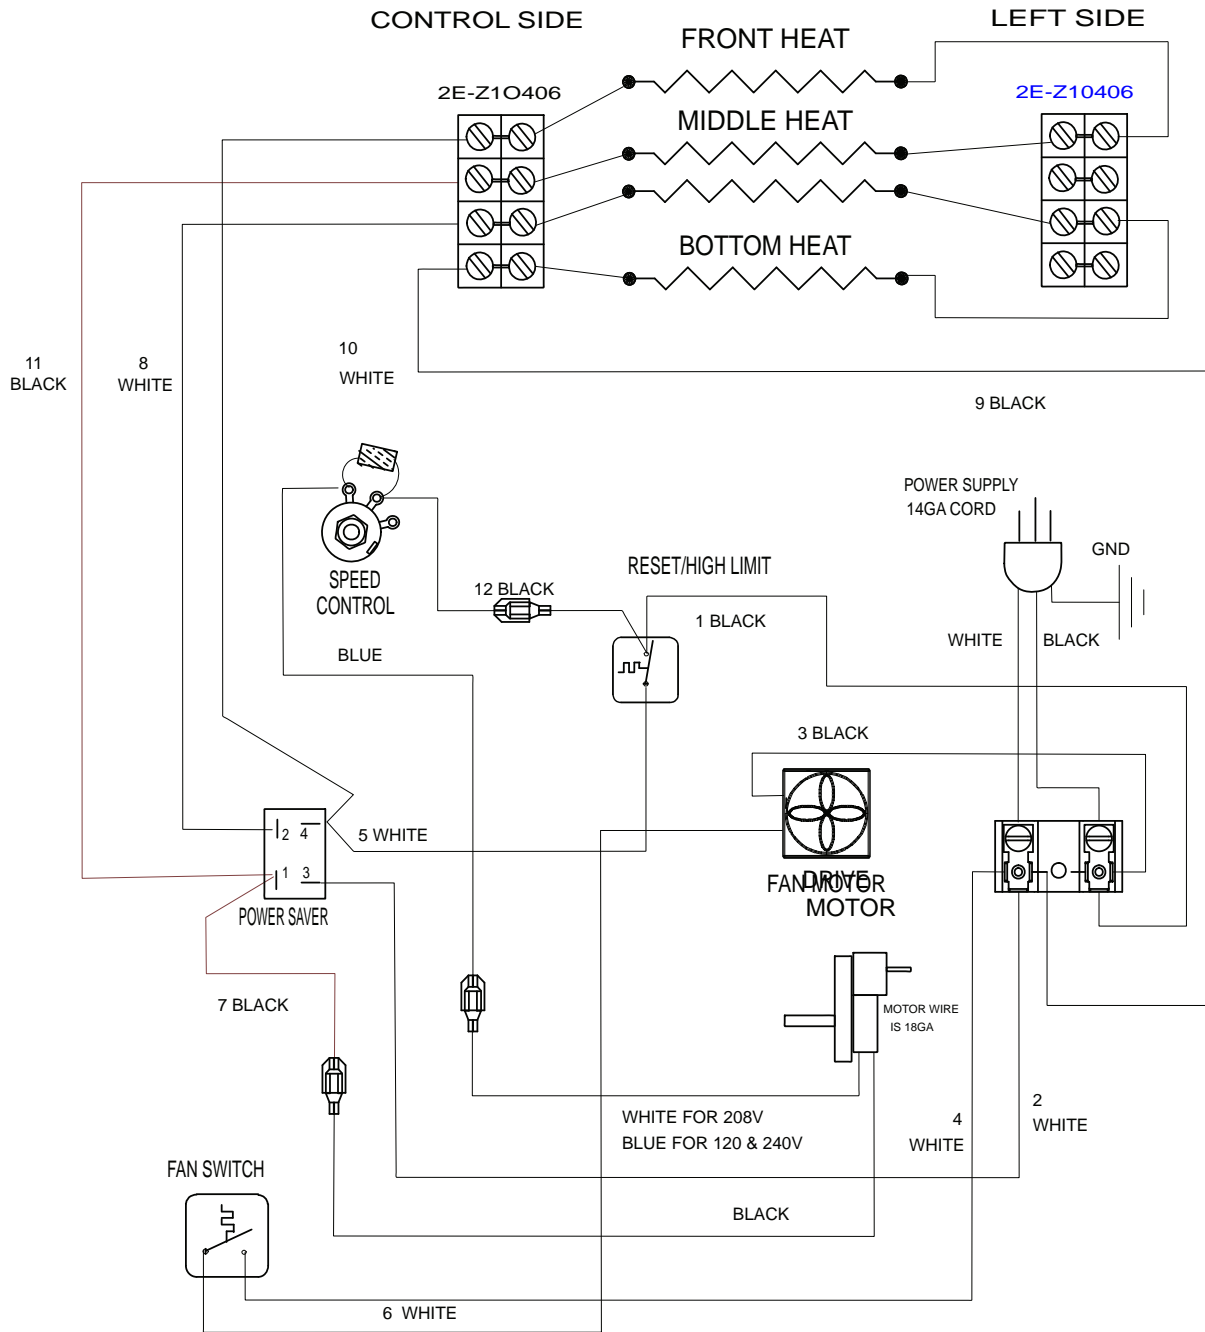 CONTROL SIDE
LEFT SIDE
FRONT HEAT
2E-Z1O406
2E-Z10406
MIDDLE HEAT
BOTTOM HEAT
11
BLACK
8
WHITE
10
WHITE
9 BLACK
POWER SUPPLY
14GA CORD
GND
SPEED
CONTROL
12 BLACK
RESET/HIGH LIMIT
1 BLACK
WHITE
BLACK
BLUE
3 BLACK
2 4
1 3
5 WHITE
POWER SAVER
FAN MOTOR
DRIVE
MOTOR
7 BLACK
MOTOR WIRE
IS 18GA
WHITE FOR 208V
BLUE FOR 120 & 240V
4
WHITE
2
WHITE
FAN SWITCH
BLACK
6 WHITE